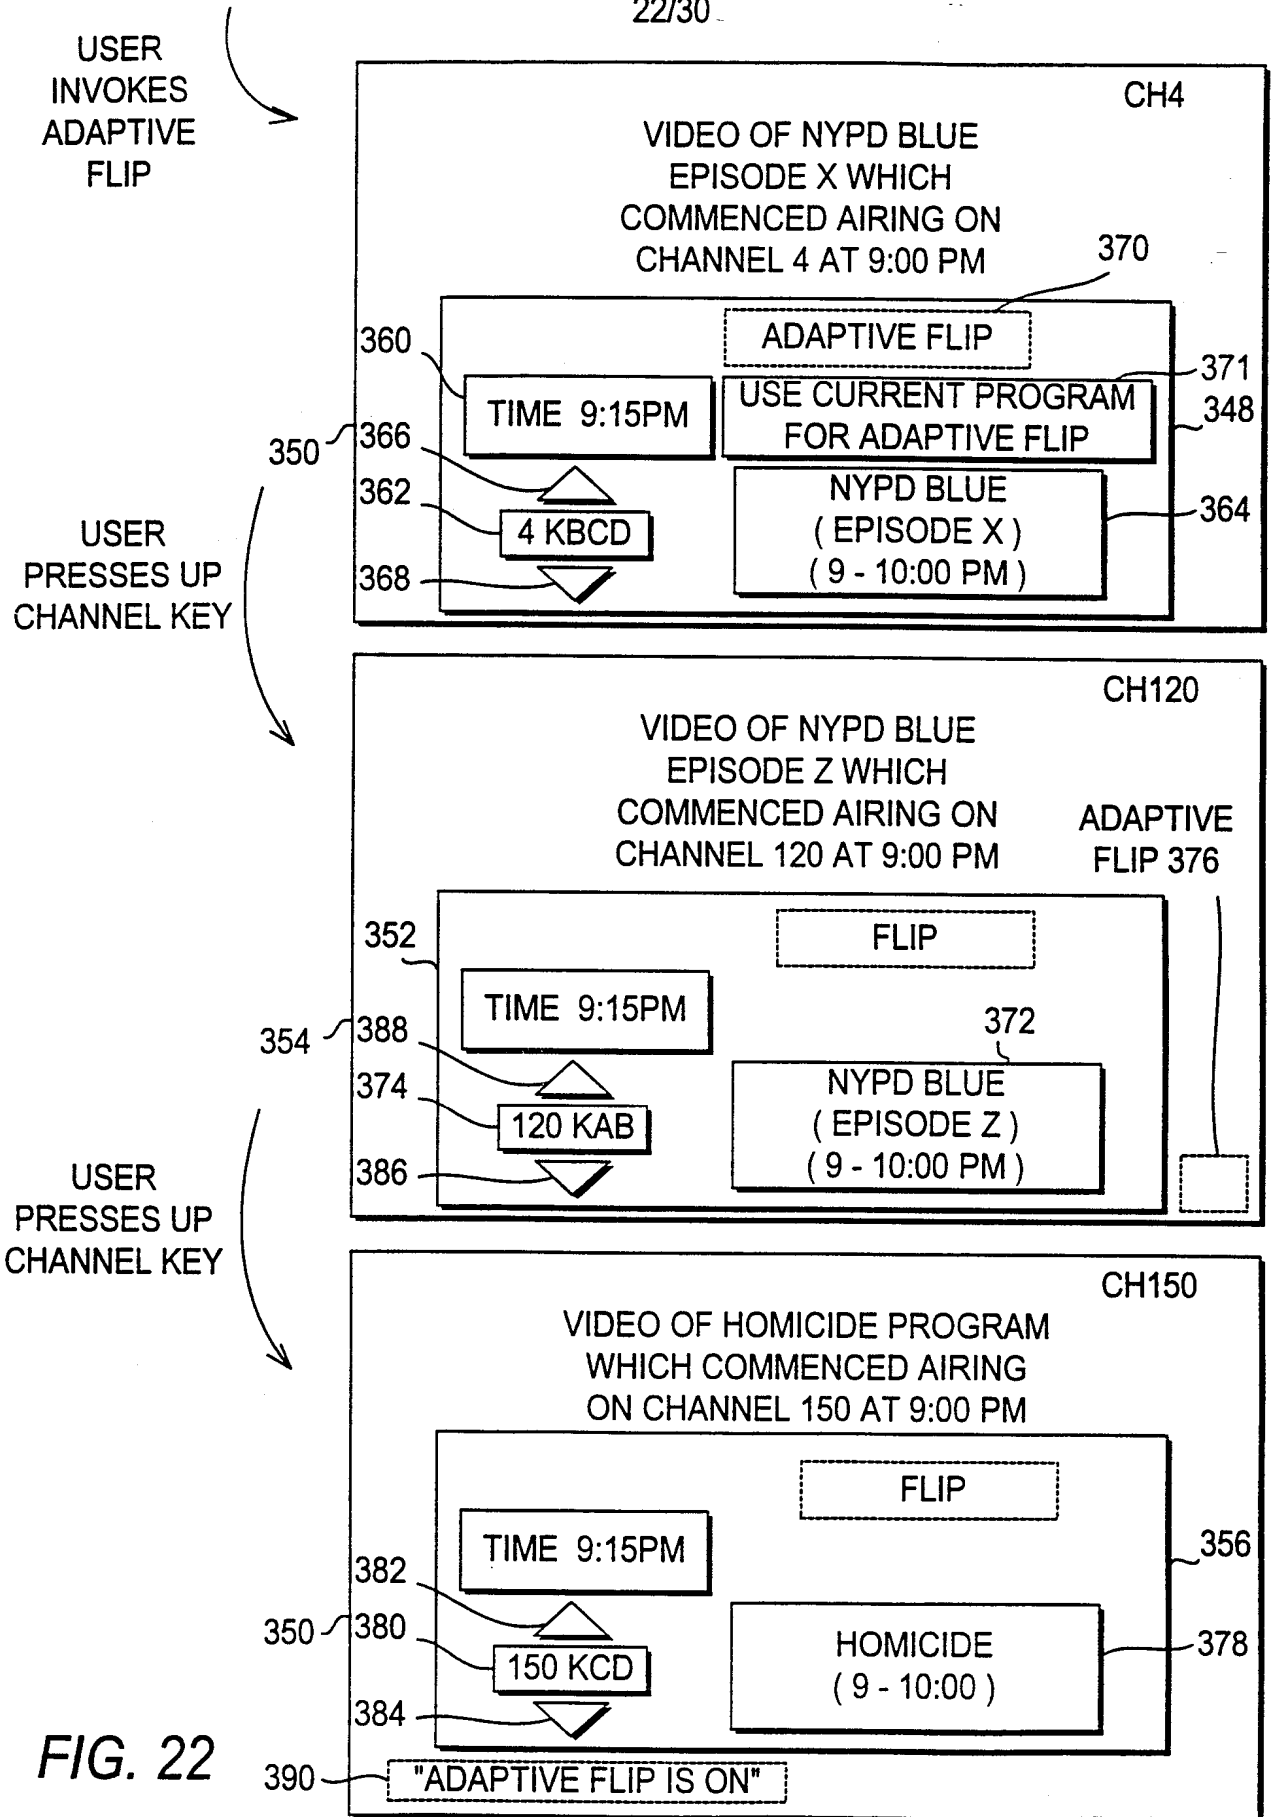 22/30
USER
INVOKES
ADAPTIVE
FLIP
CH4
VIDEO OF NYPD BLUE
EPISODE X WHICH
COMMENCED AIRING ON
CHANNEL 4 AT 9:00 PM
370
ADAPTIVE FLIP
360
371
TIME 9:15PM
USE CURRENT PROGRAM
FOR ADAPTIVE FLIP
348
350
366
362
4 KBCD
368
NYPD BLUE
( EPISODE X )
( 9 - 10:00 PM )
364
USER
PRESSES UP
CHANNEL KEY
CH120
VIDEO OF NYPD BLUE
EPISODE Z WHICH
COMMENCED AIRING ON
CHANNEL 120 AT 9:00 PM
ADAPTIVE
FLIP 376
352
FLIP
TIME 9:15PM
354
388
372
374
120 KAB
386
NYPD BLUE
( EPISODE Z )
( 9 - 10:00 PM )
USER
PRESSES UP
CHANNEL KEY
CH150
VIDEO OF HOMICIDE PROGRAM
WHICH COMMENCED AIRING
ON CHANNEL 150 AT 9:00 PM
FLIP
TIME 9:15PM
356
382
350
380
150 KCD
384
HOMICIDE
( 9 - 10:00 )
378
390
"ADAPTIVE FLIP IS ON"
FIG. 22